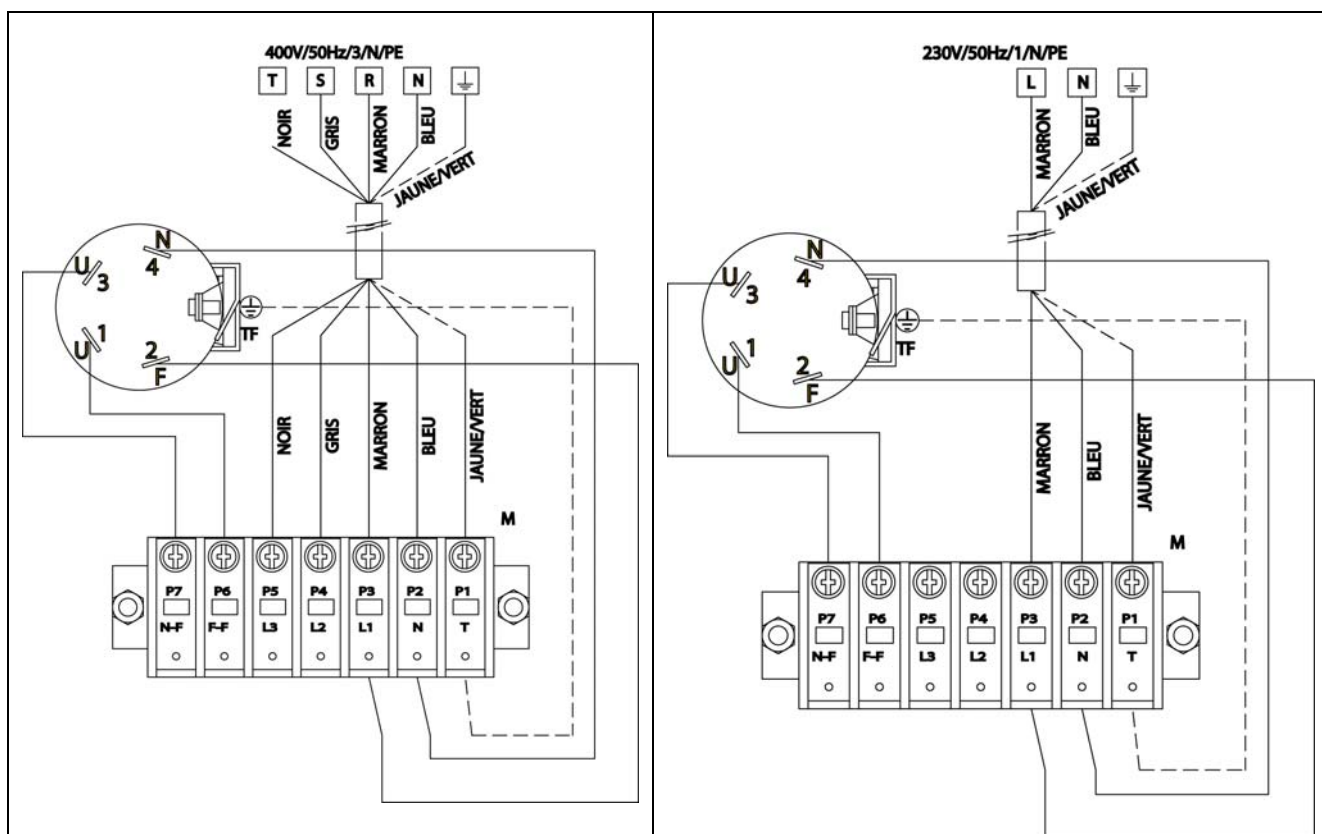 400V/50Hz/3/N/PE
T S R N
NOIR
GRIS
MARRON
BLEU
JAUNE/VERT
N
4
U
3
1
U
2
F
TF
NOIR
GRIS
MARRON
BLEU
JAUNE/VERT
M
P7 P6 P5 P4 P3 P2 P1
N-F F-F L3 L2 L1 N T
230V/50Hz/1/N/PE
L N
MARRON
BLEU
JAUNE/VERT
N
4
U
3
1
U
2
F
TF
MARRON
BLEU
JAUNE/VERT
M
P7 P6 P5 P4 P3 P2 P1
N-F F-F L3 L2 L1 N T